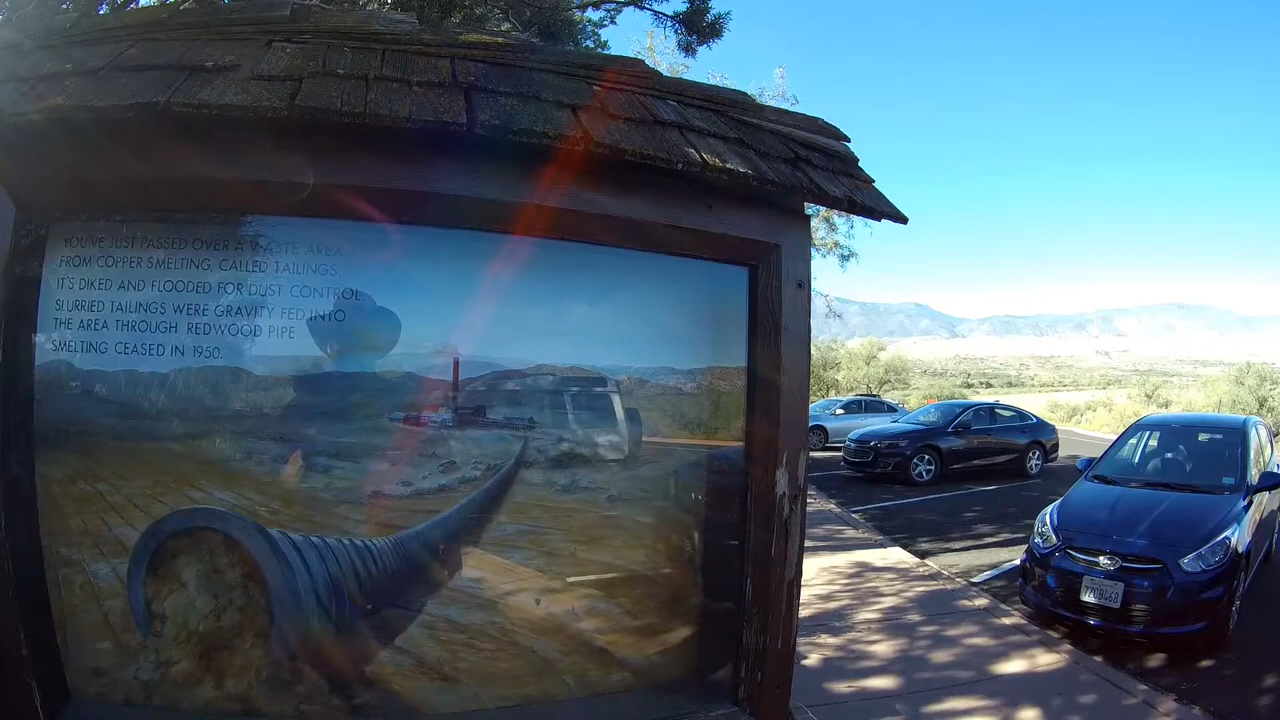 YOU'VE JUST PASSED OVER A WASTE AREA
FROM COPPER SMELTING, CALLED TAILINGS.
IT'S DIKED AND FLOODED FOR DUST CONTROL.
SLURRIED TAILINGS WERE GRAVITY FED INTO
THE AREA THROUGH REDWOOD PIPE
SMELTING CEASED IN 1950.
7ZCB468